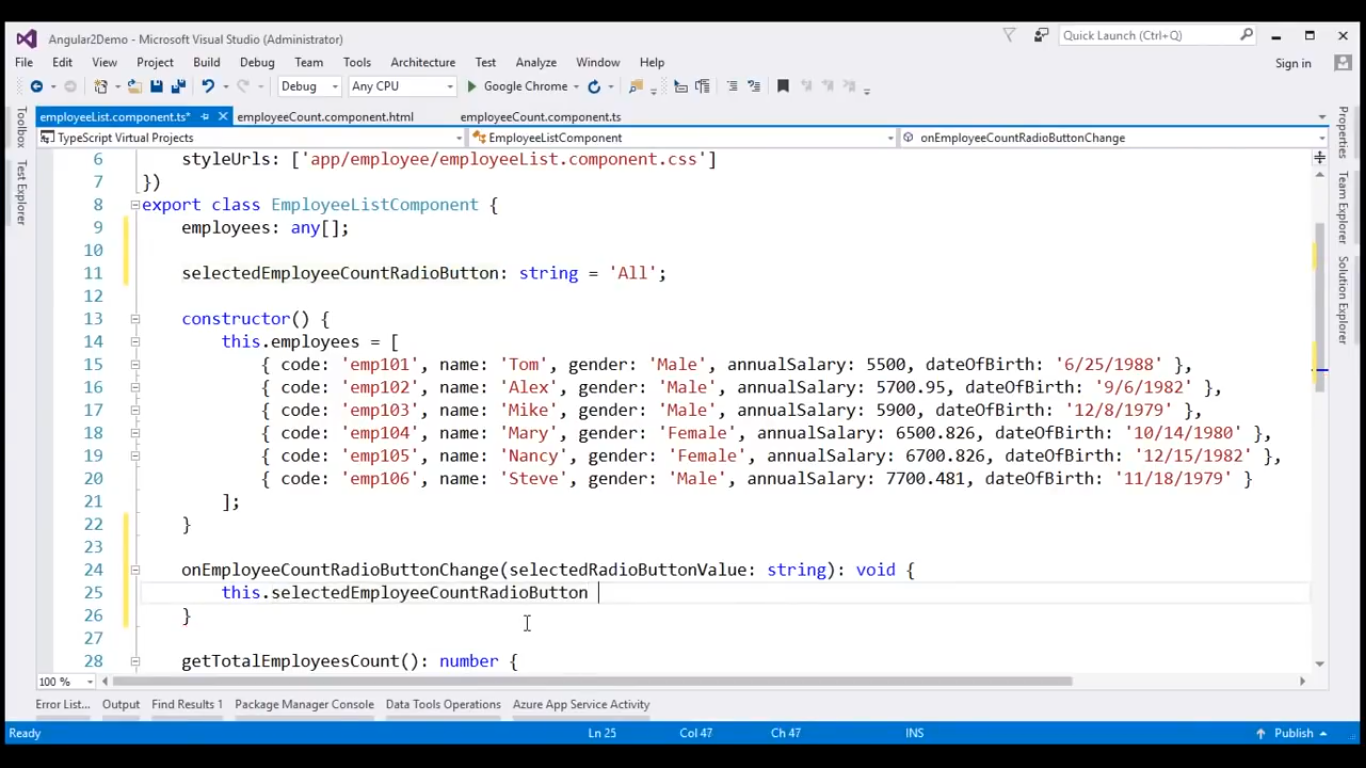 Angular2Demo - Microsoft Visual Studio (Administrator)
Quick Launch (Ctrl+Q)
File Edit View Project Build Debug Team Tools Architecture Test Analyze Window Help
Sign in
Debug Any CPU Google Chrome
employeeList.component.ts* employeeCount.component.html employeeCount.component.ts
TypeScript Virtual Projects EmployeeListComponent onEmployeeCountRadioButtonChange
Toolbox
Test Explorer
Properties
Team Explorer
Solution Explorer
6 styleUrls: ['app/employee/employeeList.component.css']
7 })
8 export class EmployeeListComponent {
9 employees: any[];
10
11 selectedEmployeeCountRadioButton: string = 'All';
12
13 constructor() {
14 this.employees = [
15 { code: 'emp101', name: 'Tom', gender: 'Male', annualSalary: 5500, dateOfBirth: '6/25/1988' },
16 { code: 'emp102', name: 'Alex', gender: 'Male', annualSalary: 5700.95, dateOfBirth: '9/6/1982' },
17 { code: 'emp103', name: 'Mike', gender: 'Male', annualSalary: 5900, dateOfBirth: '12/8/1979' },
18 { code: 'emp104', name: 'Mary', gender: 'Female', annualSalary: 6500.826, dateOfBirth: '10/14/1980' },
19 { code: 'emp105', name: 'Nancy', gender: 'Female', annualSalary: 6700.826, dateOfBirth: '12/15/1982' },
20 { code: 'emp106', name: 'Steve', gender: 'Male', annualSalary: 7700.481, dateOfBirth: '11/18/1979' }
21 ];
22 }
23
24 onEmployeeCountRadioButtonChange(selectedRadioButtonValue: string): void {
25 this.selectedEmployeeCountRadioButton
26 }
27
28 getTotalEmployeesCount(): number {
100 %
Error List... Output Find Results 1 Package Manager Console Data Tools Operations Azure App Service Activity
Ready Ln 25 Col 47 Ch 47 INS Publish